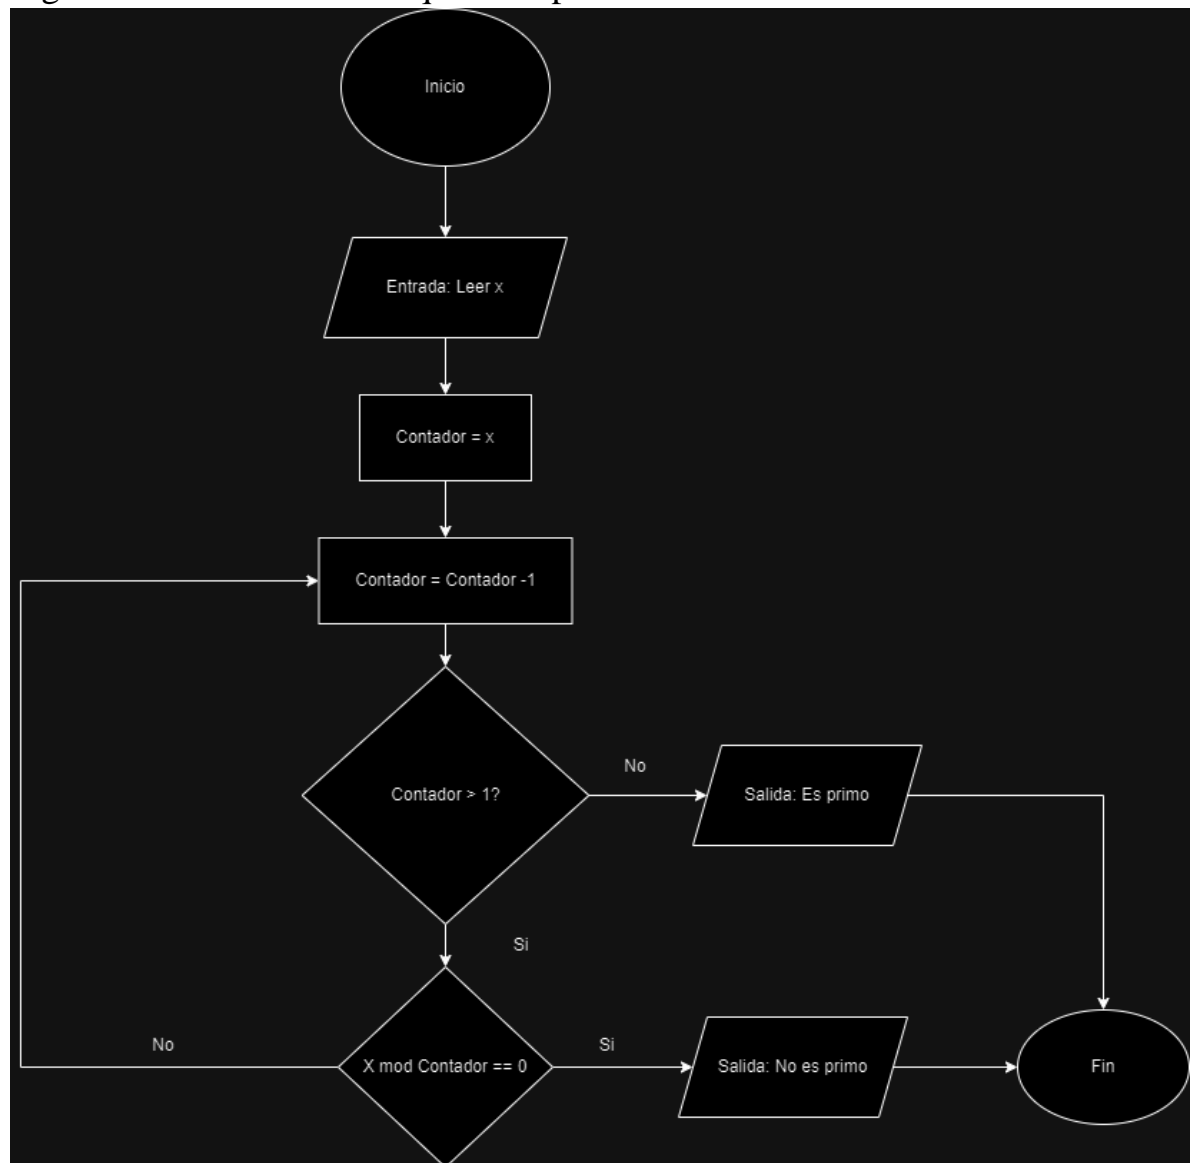 Inicio
Entrada: Leer x
Contador = x
Contador = Contador -1
Contador > 1?
No
Salida: Es primo
Si
X mod Contador == 0
No
Si
Salida: No es primo
Fin